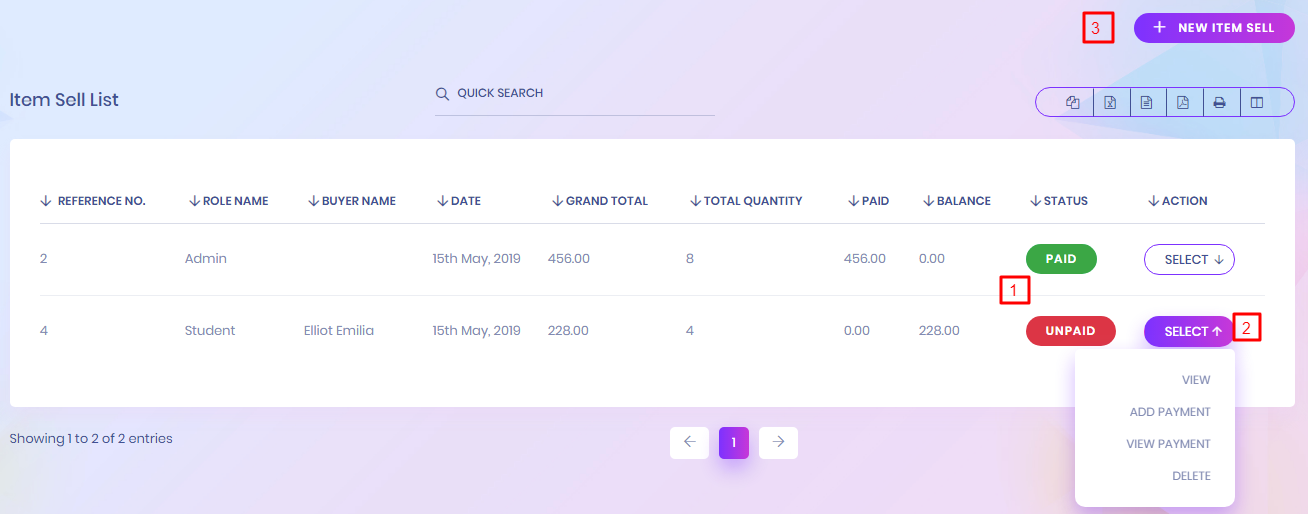 3
NEW ITEM SELL
Item Sell List
QUICK SEARCH
REFERENCE NO. ROLE NAME BUYER NAME DATE GRAND TOTAL TOTAL QUANTITY PAID BALANCE STATUS ACTION
2 Admin 15th May, 2019 456.00 8 456.00 0.00 PAID SELECT
1
4 Student Elliot Emilia 15th May, 2019 228.00 4 0.00 228.00 UNPAID SELECT 2
VIEW
ADD PAYMENT
VIEW PAYMENT
DELETE
Showing 1 to 2 of 2 entries
1